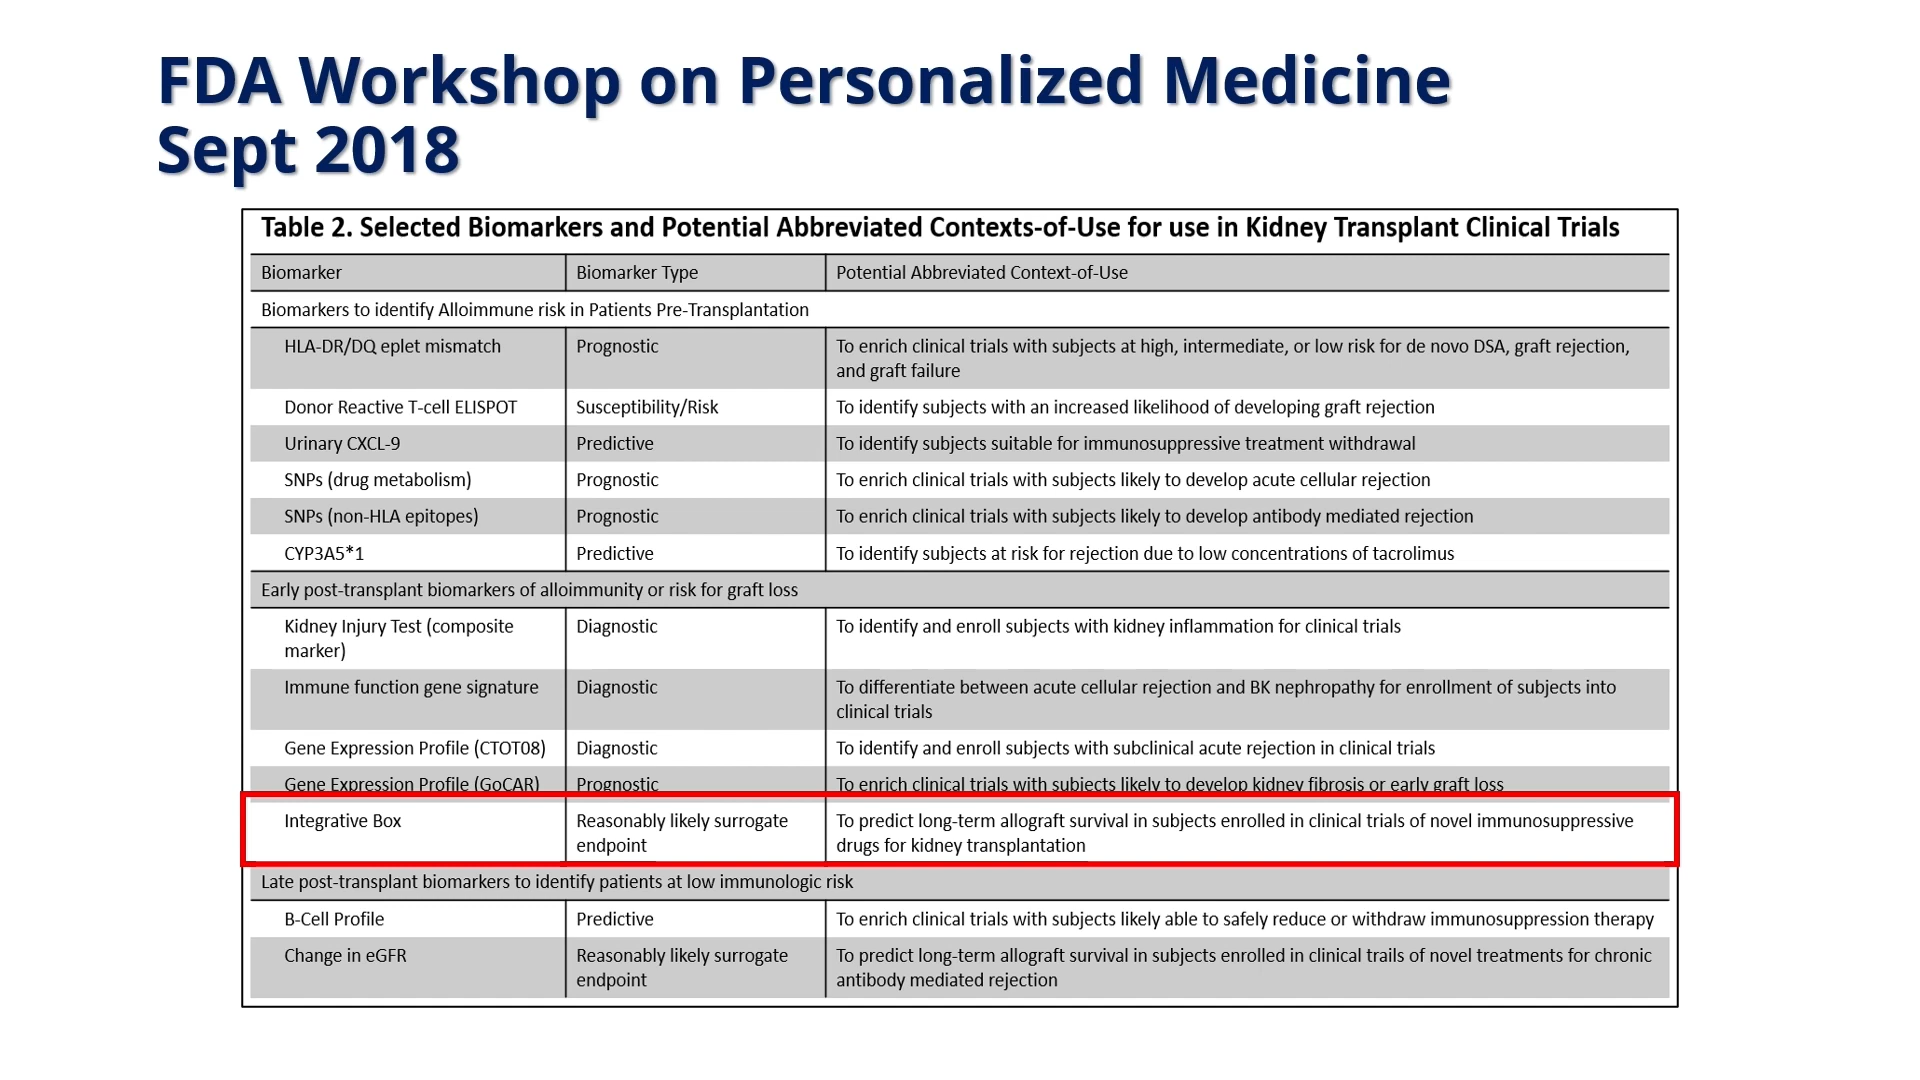 FDA Workshop on Personalized Medicine
Sept 2018
Table 2. Selected Biomarkers and Potential Abbreviated Contexts-of-Use for use in Kidney Transplant Clinical Trials
Biomarker Biomarker Type Potential Abbreviated Context-of-Use
Biomarkers to identify Alloimmune risk in Patients Pre-Transplantation
HLA-DR/DQ eplet mismatch Prognostic To enrich clinical trials with subjects at high, intermediate, or low risk for de novo DSA, graft rejection,
and graft failure
Donor Reactive T-cell ELISPOT Susceptibility/Risk To identify subjects with an increased likelihood of developing graft rejection
Urinary CXCL-9 Predictive To identify subjects suitable for immunosuppressive treatment withdrawal
SNPs (drug metabolism) Prognostic To enrich clinical trials with subjects likely to develop acute cellular rejection
SNPs (non-HLA epitopes) Prognostic To enrich clinical trials with subjects likely to develop antibody mediated rejection
CYP3A5*1 Predictive To identify subjects at risk for rejection due to low concentrations of tacrolimus
Early post-transplant biomarkers of alloimmunity or risk for graft loss
Kidney Injury Test (composite Diagnostic To identify and enroll subjects with kidney inflammation for clinical trials
marker)
Immune function gene signature Diagnostic To differentiate between acute cellular rejection and BK nephropathy for enrollment of subjects into
clinical trials
Gene Expression Profile (CTOT08) Diagnostic To identify and enroll subjects with subclinical acute rejection in clinical trials
Gene Expression Profile (GoCAR) Prognostic To enrich clinical trials with subjects likely to develop kidney fibrosis or early graft loss
Integrative Box Reasonably likely surrogate To predict long-term allograft survival in subjects enrolled in clinical trials of novel immunosuppressive
endpoint drugs for kidney transplantation
Late post-transplant biomarkers to identify patients at low immunologic risk
B-Cell Profile Predictive To enrich clinical trials with subjects likely able to safely reduce or withdraw immunosuppression therapy
Change in eGFR Reasonably likely surrogate To predict long-term allograft survival in subjects enrolled in clinical trails of novel treatments for chronic
endpoint antibody mediated rejection